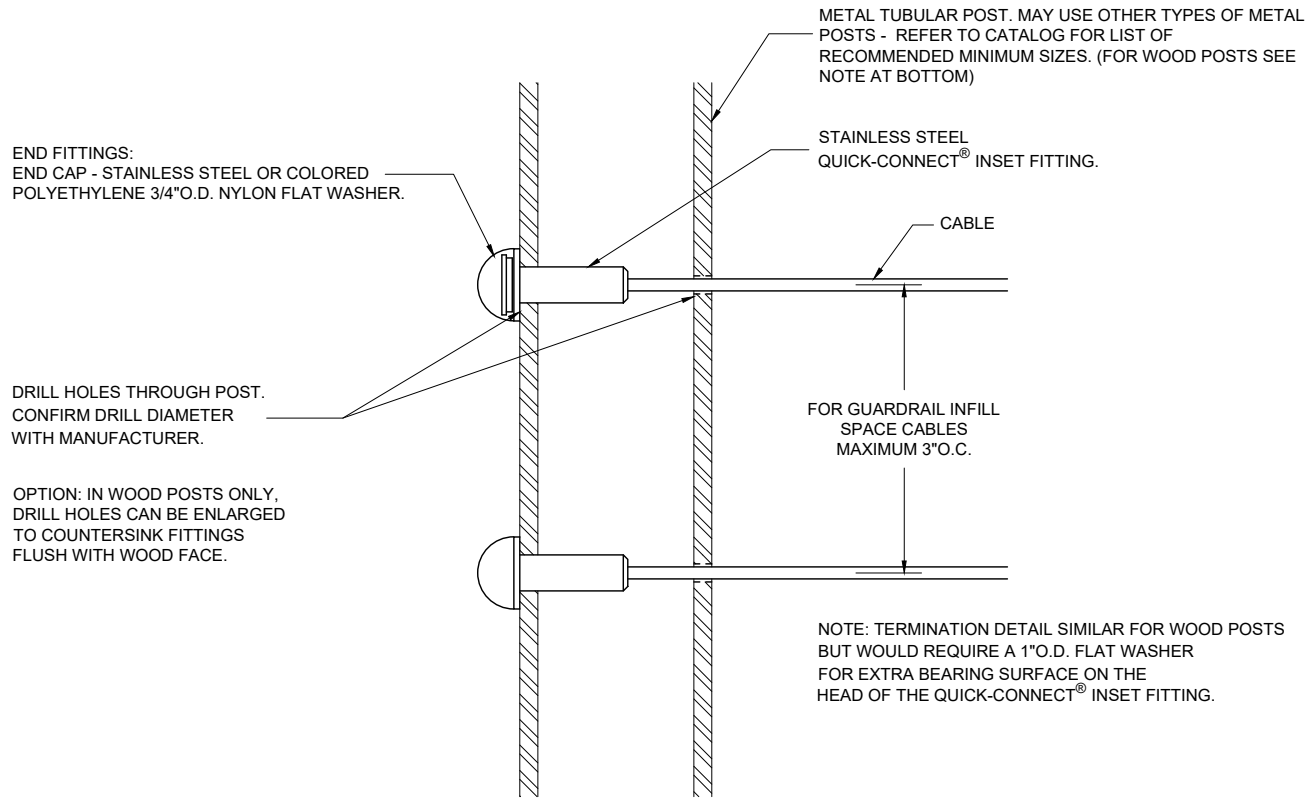 METAL TUBULAR POST. MAY USE OTHER TYPES OF METAL
POSTS - REFER TO CATALOG FOR LIST OF
RECOMMENDED MINIMUM SIZES. (FOR WOOD POSTS SEE
NOTE AT BOTTOM)
STAINLESS STEEL
QUICK-CONNECT® INSET FITTING.
END FITTINGS:
END CAP - STAINLESS STEEL OR COLORED
POLYETHYLENE 3/4"O.D. NYLON FLAT WASHER.
CABLE
DRILL HOLES THROUGH POST.
CONFIRM DRILL DIAMETER
WITH MANUFACTURER.
FOR GUARDRAIL INFILL
SPACE CABLES
MAXIMUM 3"O.C.
OPTION: IN WOOD POSTS ONLY,
DRILL HOLES CAN BE ENLARGED
TO COUNTERSINK FITTINGS
FLUSH WITH WOOD FACE.
NOTE: TERMINATION DETAIL SIMILAR FOR WOOD POSTS
BUT WOULD REQUIRE A 1"O.D. FLAT WASHER
FOR EXTRA BEARING SURFACE ON THE
HEAD OF THE QUICK-CONNECT® INSET FITTING.